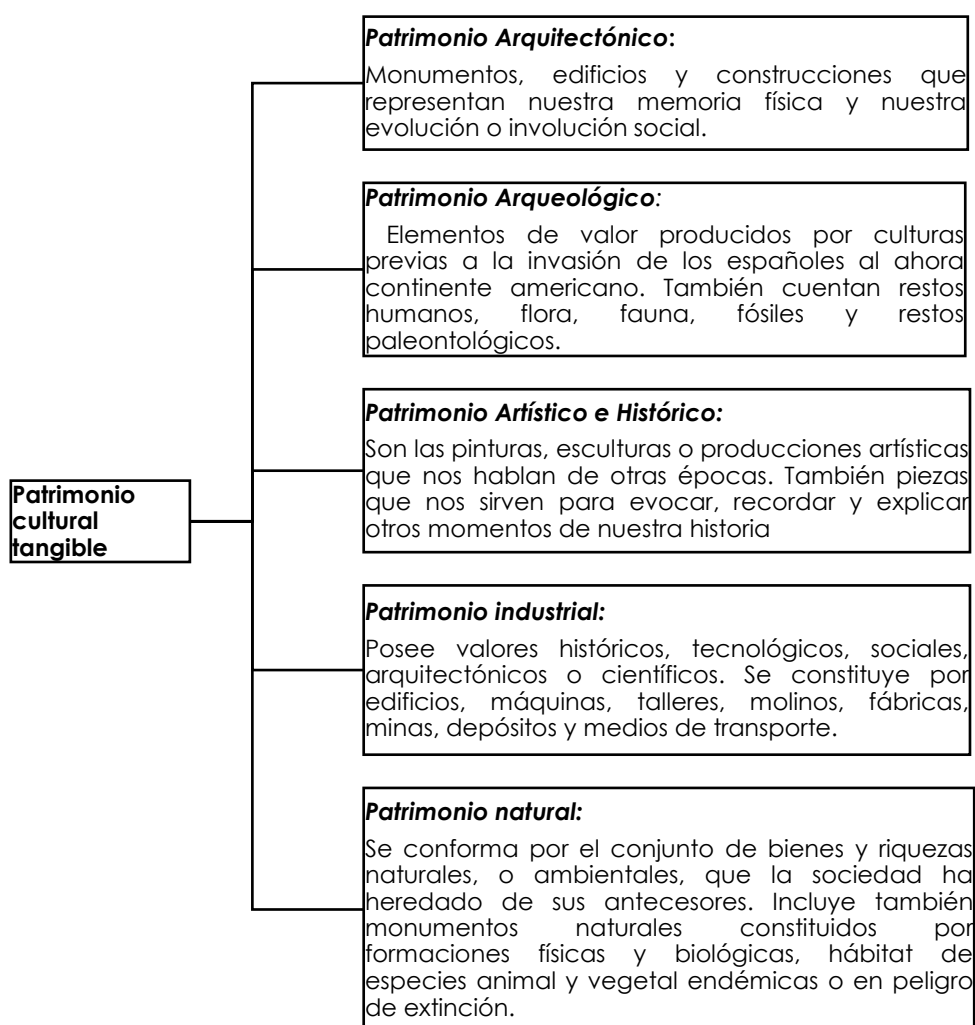 Patrimonio Arquitectónico:
Monumentos, edificios y construcciones que
representan nuestra memoria física y nuestra
evolución o involución social.
Patrimonio Arqueológico:
Elementos de valor producidos por culturas
previas a la invasión de los españoles al ahora
continente americano. También cuentan restos
humanos, flora, fauna, fósiles y restos
paleontológicos.
Patrimonio Artístico e Histórico:
Son las pinturas, esculturas o producciones artísticas
que nos hablan de otras épocas. También piezas
que nos sirven para evocar, recordar y explicar
otros momentos de nuestra historia
Patrimonio
cultural
tangible
Patrimonio industrial:
Posee valores históricos, tecnológicos, sociales,
arquitectónicos o científicos. Se constituye por
edificios, máquinas, talleres, molinos, fábricas,
minas, depósitos y medios de transporte.
Patrimonio natural:
Se conforma por el conjunto de bienes y riquezas
naturales, o ambientales, que la sociedad ha
heredado de sus antecesores. Incluye también
monumentos naturales constituidos por
formaciones físicas y biológicas, hábitat de
especies animal y vegetal endémicas o en peligro
de extinción.